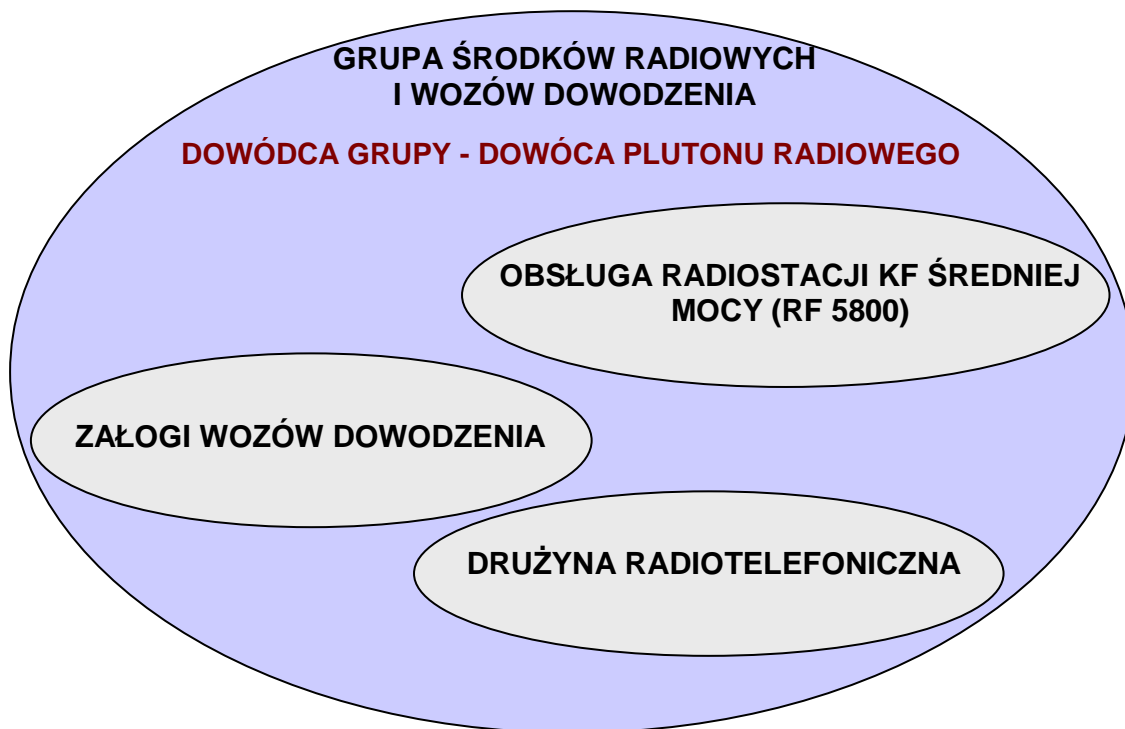 GRUPA ŚRODKÓW RADIOWYCH
I WOZÓW DOWODZENIA
DOWÓDCA GRUPY - DOWÓCA PLUTONU RADIOWEGO
OBSŁUGA RADIOSTACJI KF ŚREDNIEJ
MOCY (RF 5800)
ZAŁOGI WOZÓW DOWODZENIA
DRUŻYNA RADIOTELEFONICZNA